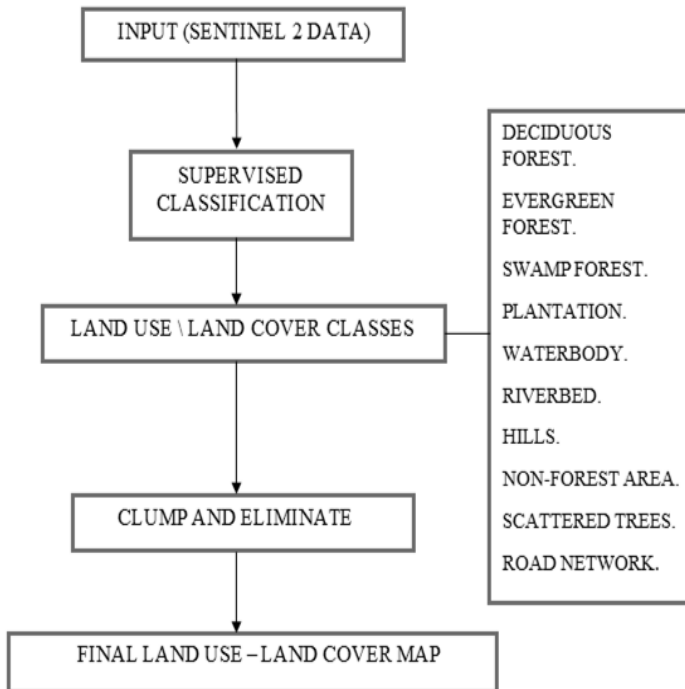 INPUT (SENTINEL 2 DATA)
SUPERVISED
CLASSIFICATION
LAND USE \ LAND COVER CLASSES
DECIDUOUS
FOREST.
EVERGREEN
FOREST.
SWAMP FOREST.
PLANTATION.
WATERBODY.
RIVERBED.
HILLS.
NON-FOREST AREA.
SCATTERED TREES.
ROAD NETWORK.
CLUMP AND ELIMINATE
FINAL LAND USE – LAND COVER MAP